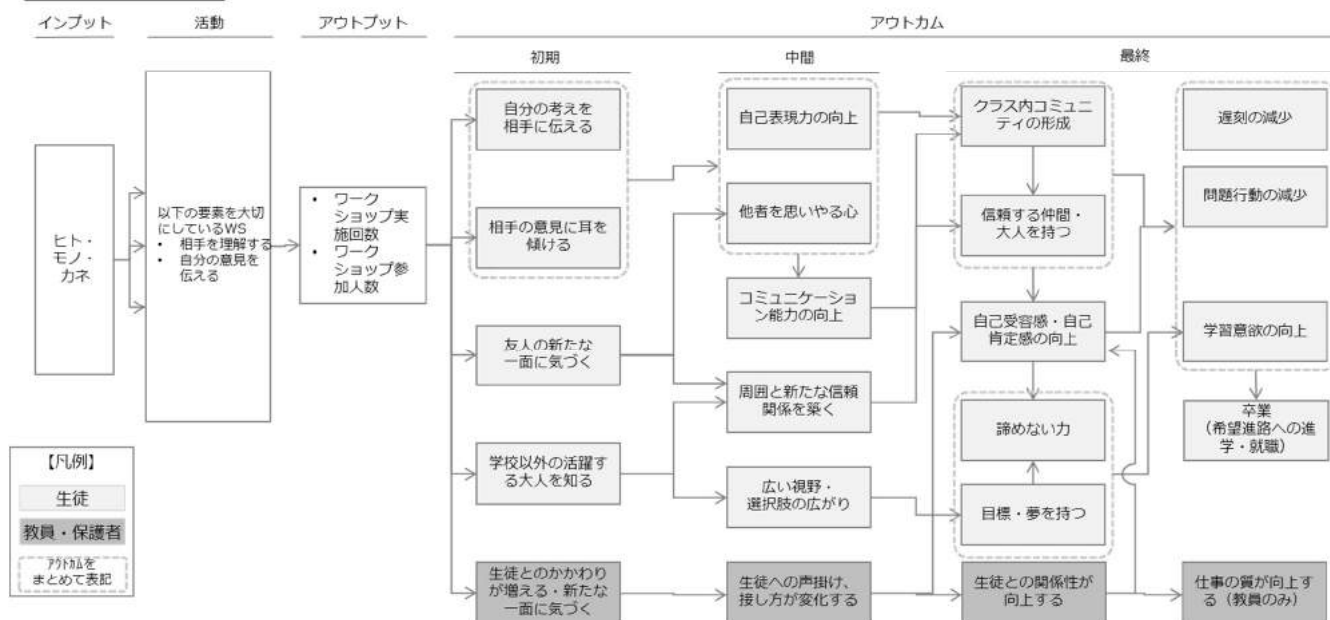 インプット
活動
アウトプット
アウトカム
初期
中間
最終
ヒト・
モノ・
カネ
以下の要素を大切
にしているWS
• 相手を理解する
• 自分の意見を
伝える
• ワーク
ショップ実
施回数
• ワーク
ショップ参
加人数
自分の考えを
相手に伝える
相手の意見に耳を
傾ける
友人の新たな
一面に気づく
学校以外の活躍す
る大人を知る
生徒とのかかわり
が増える・新たな
一面に気づく
自己表現力の向上
他者を思いやる心
コミュニケーション
能力の向上
周囲と新たな信頼
関係を築く
広い視野・
選択肢の広がり
生徒への声掛け、
接し方が変化する
クラス内コミュニ
ティの形成
信頼する仲間・
大人を持つ
自己受容感・自己
肯定感の向上
諦めない力
目標・夢を持つ
生徒との関係性が
向上する
遅刻の減少
問題行動の減少
学習意欲の向上
卒業
（希望進路への進
学・就職）
仕事の質が向上す
る（教員のみ）
【凡例】
生徒
教員・保護者
アウトカムを
まとめて表記